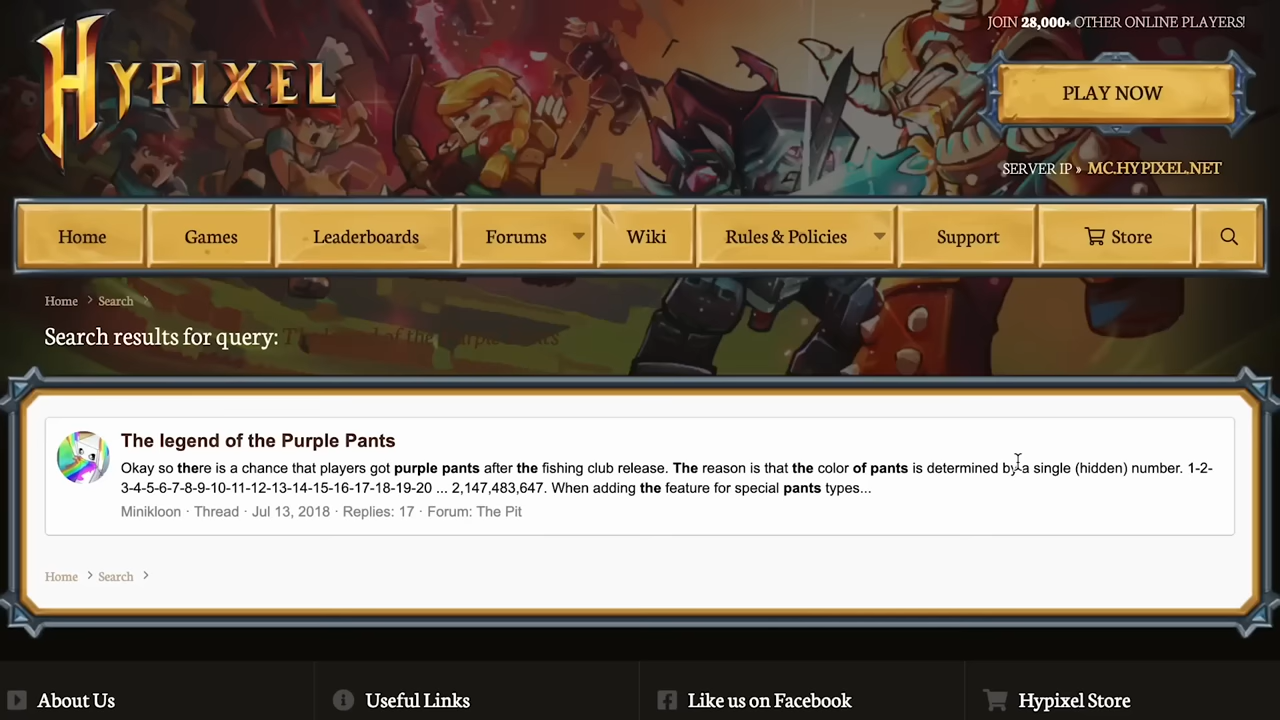 JOIN 28,000+ OTHER ONLINE PLAYERS!
HYPIXEL
PLAY NOW
SERVER IP » MC.HYPIXEL.NET
Home Games Leaderboards Forums Wiki Rules & Policies Support Store
Home > Search >
Search results for query: The legend of the Purple Pants
The legend of the Purple Pants
Okay so there is a chance that players got purple pants after the fishing club release. The reason is that the color of pants is determined by a single (hidden) number. 1-2-
3-4-5-6-7-8-9-10-11-12-13-14-15-16-17-18-19-20 ... 2,147,483,647. When adding the feature for special pants types...
Minikloon · Thread · Jul 13, 2018 · Replies: 17 · Forum: The Pit
Home > Search >
About Us Useful Links Like us on Facebook Hypixel Store